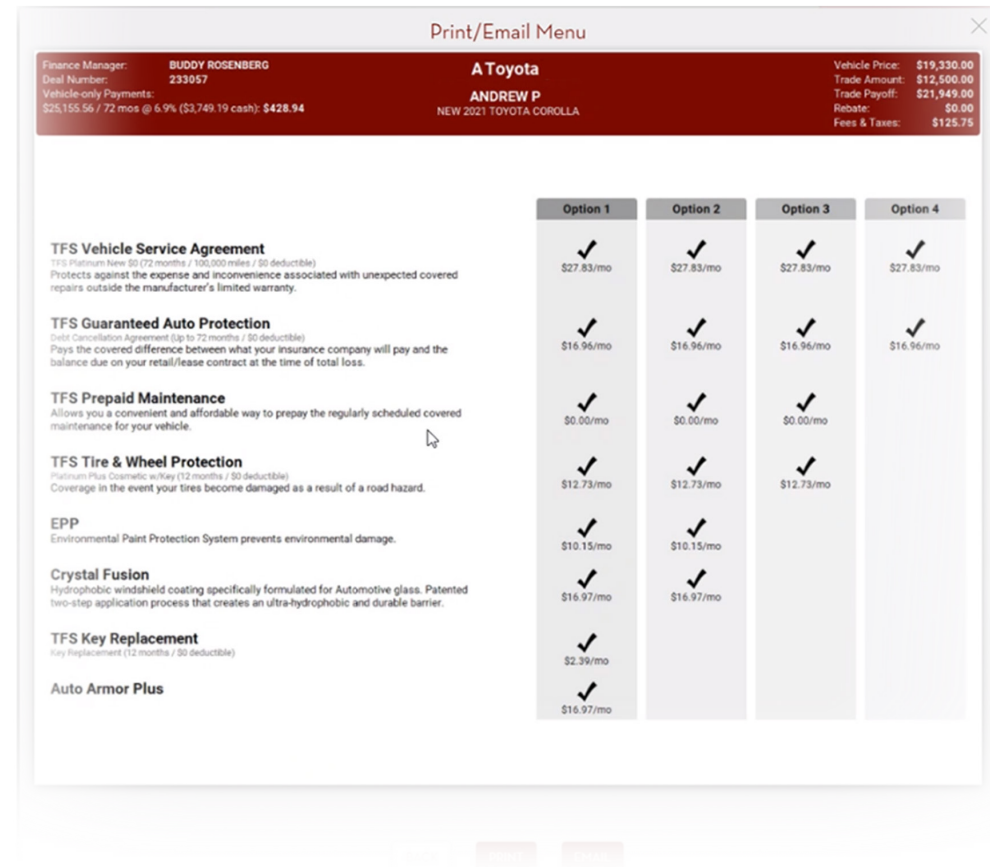 Print/Email Menu
Finance Manager: BUDDY ROSENBERG
Deal Number: 233057
Vehicle-only Payments:
$25,155.56 / 72 mos @ 6.9% ($3,749.19 cash): $428.94
A Toyota
ANDREW P
NEW 2021 TOYOTA COROLLA
Vehicle Price: $19,330.00
Trade Amount: $12,500.00
Trade Payoff: $21,949.00
Rebate: $0.00
Fees & Taxes: $125.75
Option 1 Option 2 Option 3 Option 4
TFS Vehicle Service Agreement
TFS Platinum New $0 (72 months / 100,000 miles / $0 deductible)
Protects against the expense and inconvenience associated with unexpected covered
repairs outside the manufacturer's limited warranty.
$27.83/mo $27.83/mo $27.83/mo $27.83/mo
TFS Guaranteed Auto Protection
Debt Cancellation Agreement (Up to 72 months / $0 deductible)
Pays the covered difference between what your insurance company will pay and the
balance due on your retail/lease contract at the time of total loss.
$16.96/mo $16.96/mo $16.96/mo $16.96/mo
TFS Prepaid Maintenance
Allows you a convenient and affordable way to prepay the regularly scheduled covered
maintenance for your vehicle.
$0.00/mo $0.00/mo $0.00/mo
TFS Tire & Wheel Protection
Platinum Plus Cosmetic w/Key (12 months / $0 deductible)
Coverage in the event your tires become damaged as a result of a road hazard.
$12.73/mo $12.73/mo $12.73/mo
EPP
Environmental Paint Protection System prevents environmental damage.
$10.15/mo $10.15/mo
Crystal Fusion
Hydrophobic windshield coating specifically formulated for Automotive glass. Patented
two-step application process that creates an ultra-hydrophobic and durable barrier.
$16.97/mo $16.97/mo
TFS Key Replacement
Key Replacement (12 months / $0 deductible)
$2.39/mo
Auto Armor Plus
$16.97/mo